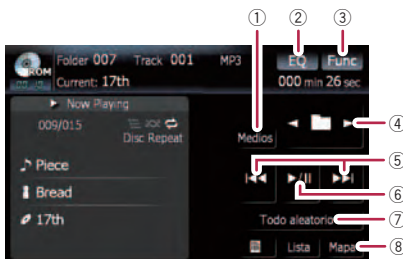 ① ② ③
ROM Folder 007 Track 001 MP3 EQ Func
Current: 17th 000 min 26 sec
Now Playing
009/015
Disc Repeat
Medios
④
Piece
⑤
Bread
⑥
17th
Todo aleatorio ⑦
Lista Mapa ⑧